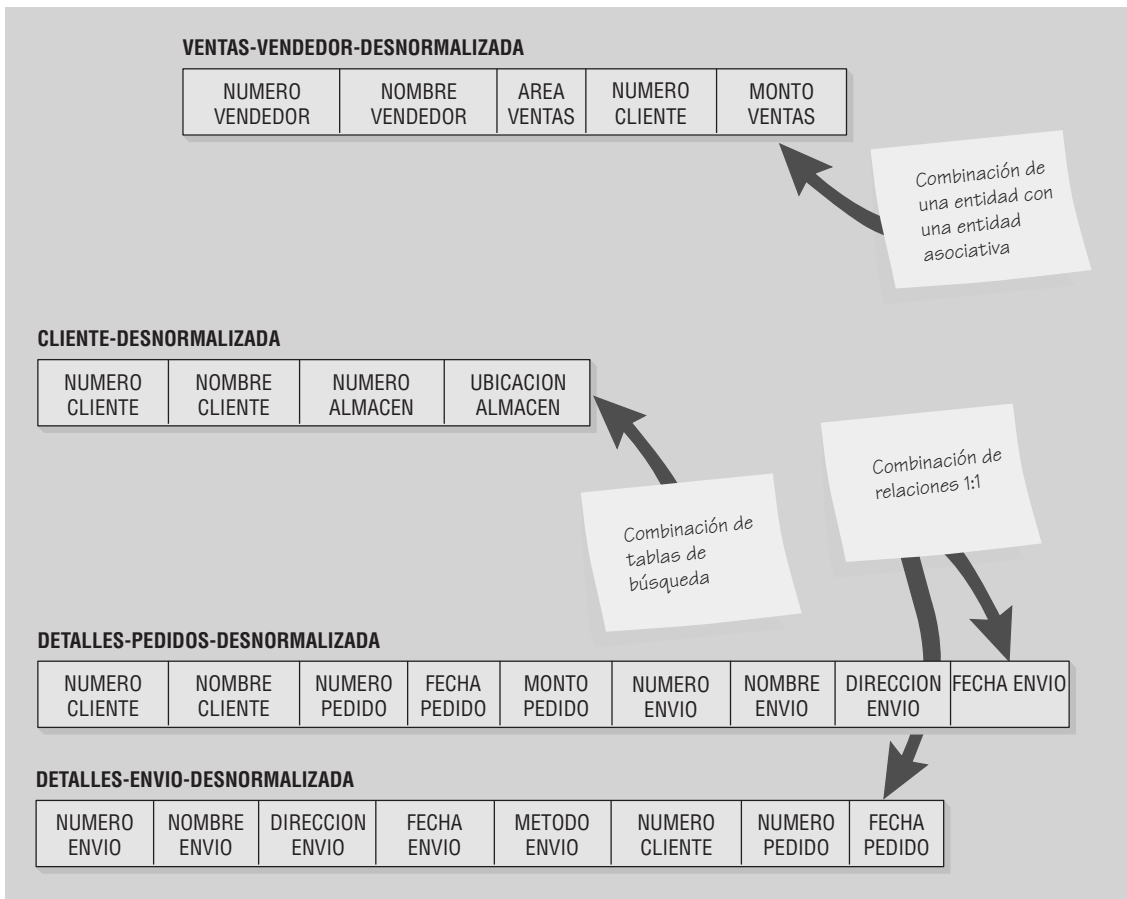 VENTAS-VENDEDOR-DESNORMALIZADA
NUMERO VENDEDOR
NOMBRE VENDEDOR
AREA VENTAS
NUMERO CLIENTE
MONTO VENTAS
Combinación de
una entidad con
una entidad
asociativa
CLIENTE-DESNORMALIZADA
NUMERO CLIENTE
NOMBRE CLIENTE
NUMERO ALMACEN
UBICACION ALMACEN
Combinación de
tablas de
búsqueda
Combinación de
relaciones 1:1
DETALLES-PEDIDOS-DESNORMALIZADA
NUMERO CLIENTE
NOMBRE CLIENTE
NUMERO PEDIDO
FECHA PEDIDO
MONTO PEDIDO
NUMERO ENVIO
NOMBRE ENVIO
DIRECCION ENVIO
FECHA ENVIO
DETALLES-ENVIO-DESNORMALIZADA
NUMERO ENVIO
NOMBRE ENVIO
DIRECCION ENVIO
FECHA ENVIO
METODO ENVIO
NUMERO CLIENTE
NUMERO PEDIDO
FECHA PEDIDO